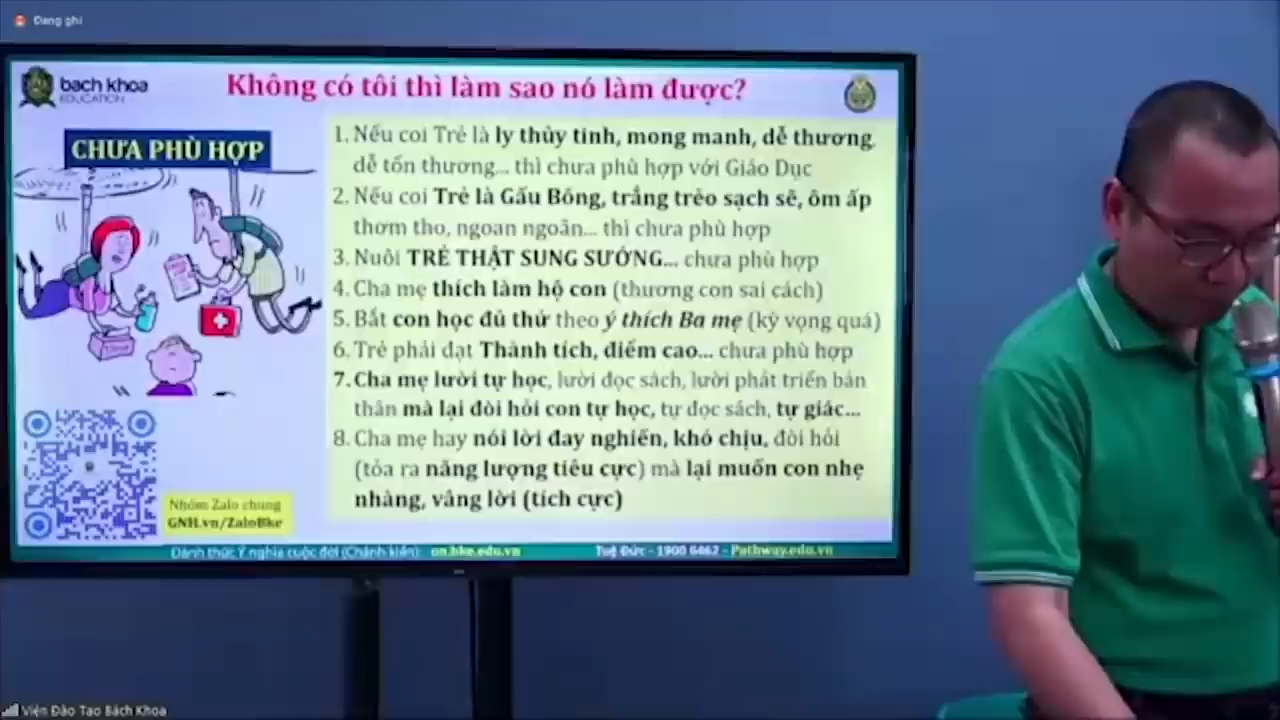 Đang ghi
bach khoa
EDUCATION
Không có tôi thì làm sao nó làm được?
CHƯA PHÙ HỢP
1. Nếu coi Trẻ là ly thủy tinh, mong manh, dễ thương,
dễ tổn thương... thì chưa phù hợp với Giáo Dục
2. Nếu coi Trẻ là Gấu Bông, trắng trẻo sạch sẽ, ôm ấp
thơm tho, ngoan ngoãn... thì chưa phù hợp
3. Nuôi TRẺ THẬT SUNG SƯỚNG... chưa phù hợp
4. Cha mẹ thích làm hộ con (thương con sai cách)
5. Bắt con học đủ thứ theo ý thích Ba mẹ (kỳ vọng quá)
6. Trẻ phải đạt Thành tích, điểm cao... chưa phù hợp
7. Cha mẹ lười tự học, lười đọc sách, lười phát triển bản
thân mà lại đòi hỏi con tự học, tự đọc sách, tự giác...
8. Cha mẹ hay nói lời đay nghiến, khó chịu, đòi hỏi
(tỏa ra năng lượng tiêu cực) mà lại muốn con nhẹ
nhàng, vâng lời (tích cực)
Nhóm Zalo chung
GNH.vn/ZaloBke
Đánh thức Ý nghĩa cuộc đời (Chánh kiến): on.bke.edu.vn
Tuệ Đức - 1900 6462 - Pathway.edu.vn
Viện Đào Tạo Bách Khoa